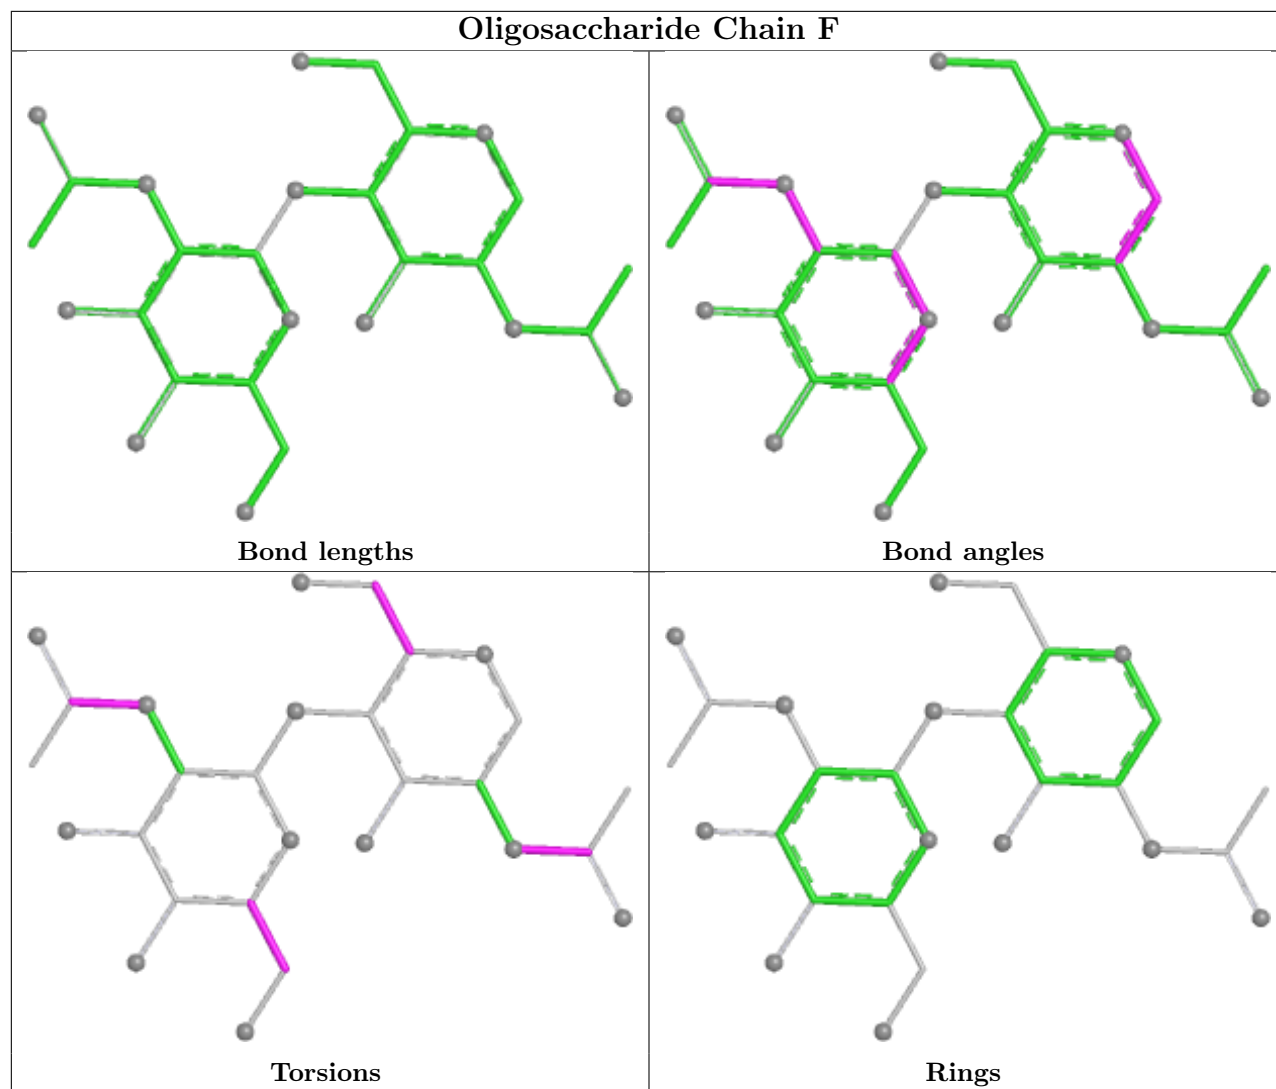 Oligosaccharide Chain F
Bond lengths
Bond angles
Torsions
Rings